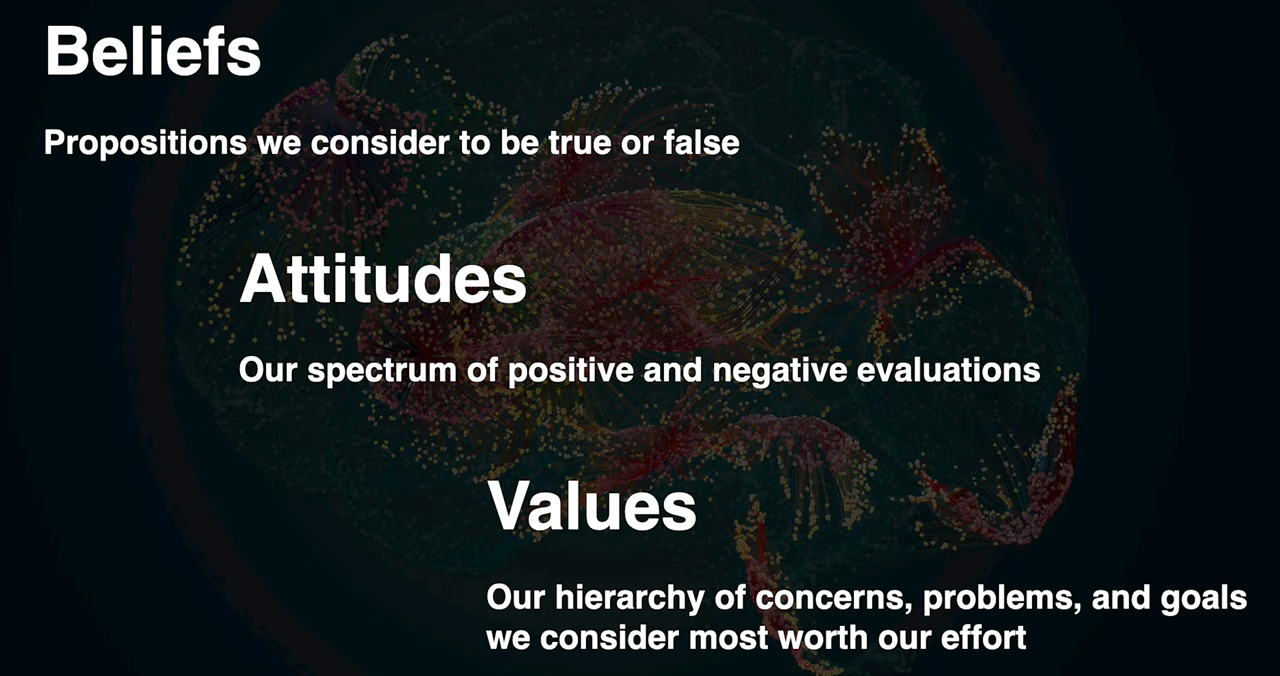 Beliefs
Propositions we consider to be true or false
Attitudes
Our spectrum of positive and negative evaluations
Values
Our hierarchy of concerns, problems, and goals
we consider most worth our effort